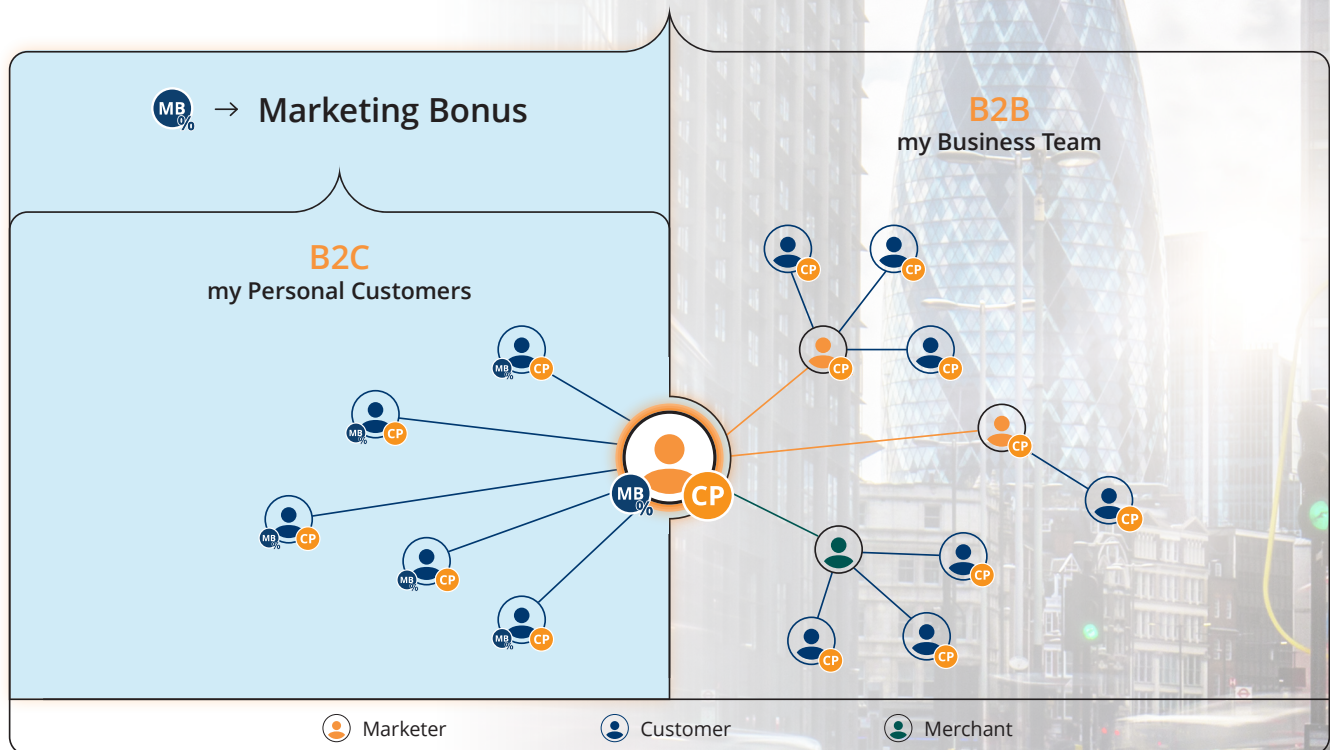 MB
% → Marketing Bonus
B2B
my Business Team
B2C
my Personal Customers
CP
CP
MB
%
CP
CP
CP
MB
%
CP
CP
MB
%
CP
MB
%
CP
CP
MB
%
CP
CP
MB
%
CP
CP
CP
Marketer
Customer
Merchant